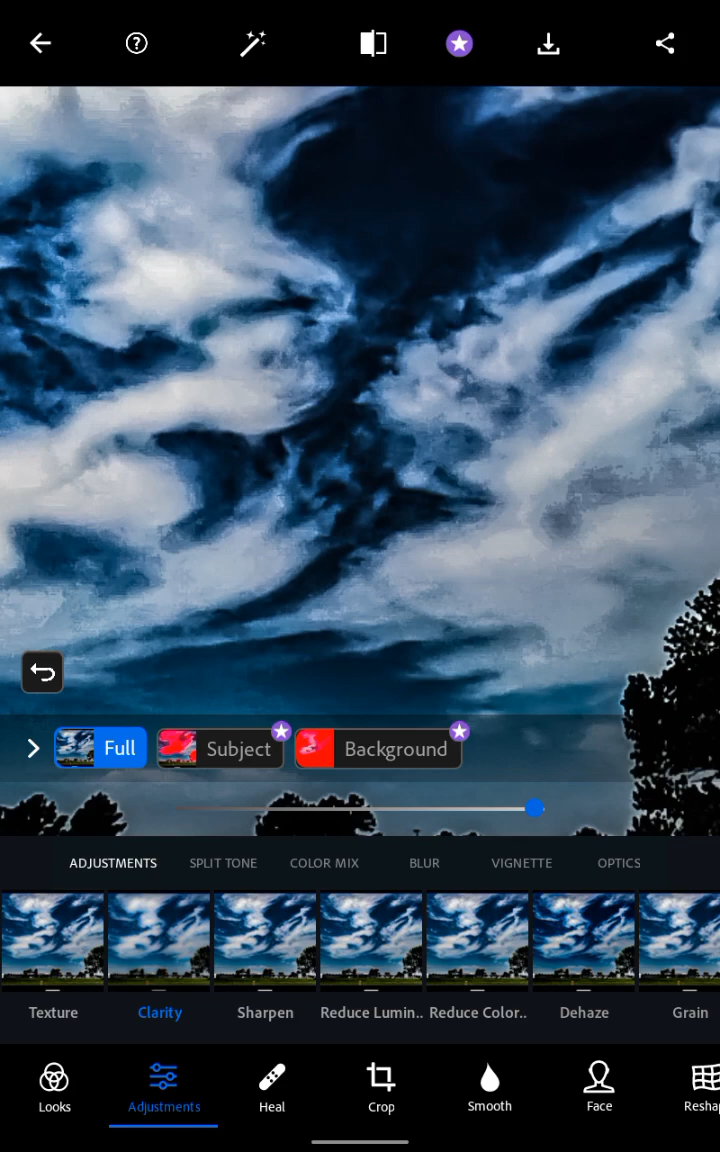 Full Subject Background
ADJUSTMENTS SPLIT TONE COLOR MIX BLUR VIGNETTE OPTICS
Texture Clarity Sharpen Reduce Lumin.. Reduce Color.. Dehaze Grain
Looks Adjustments Heal Crop Smooth Face Reshap